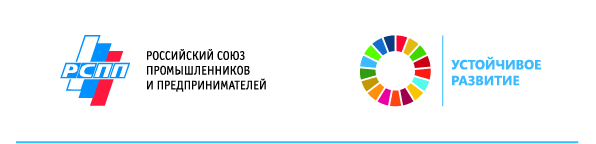 РСПП
РОССИЙСКИЙ СОЮЗ
ПРОМЫШЛЕННИКОВ
И ПРЕДПРИНИМАТЕЛЕЙ
УСТОЙЧИВОЕ
РАЗВИТИЕ